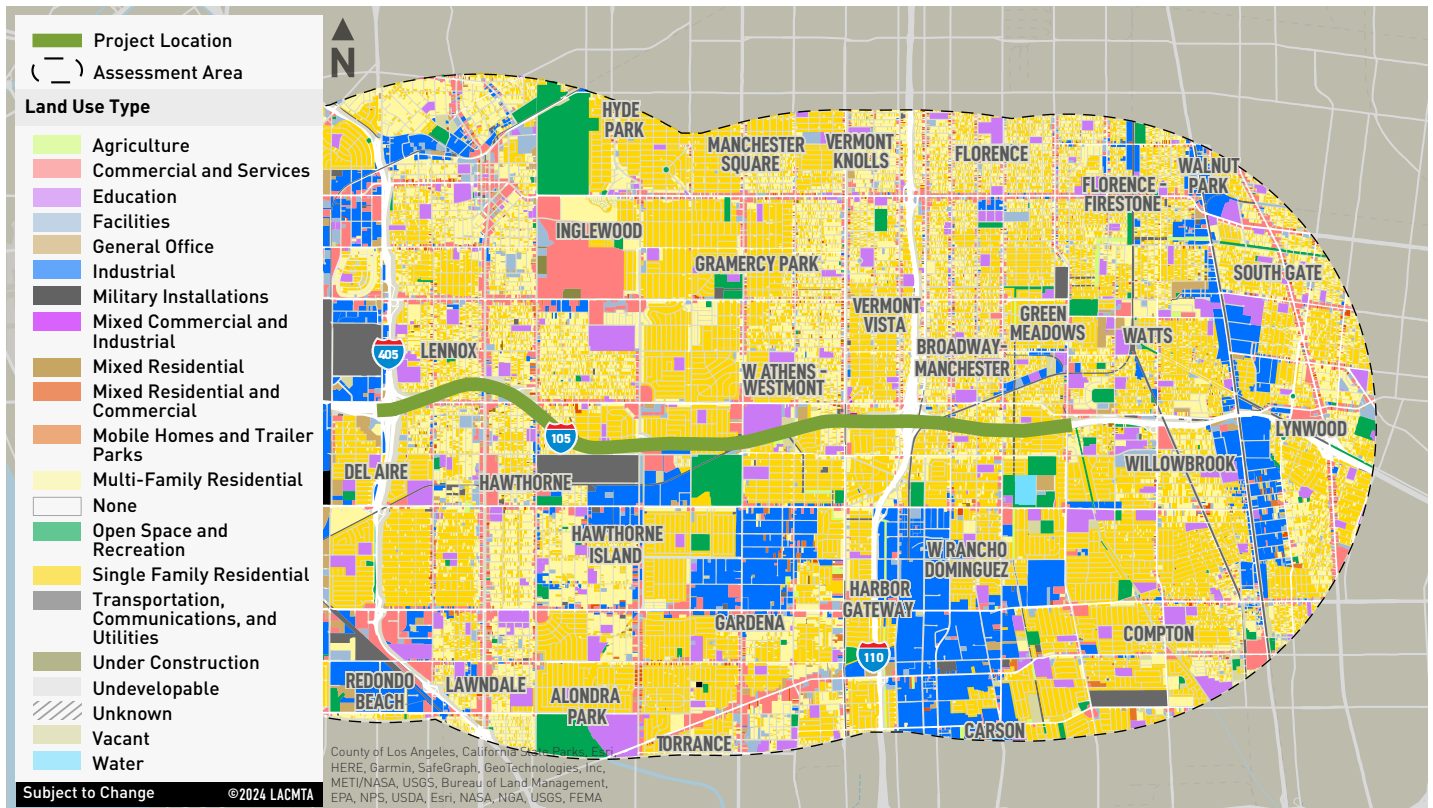 Project Location
Assessment Area
Land Use Type
Agriculture
Commercial and Services
Education
Facilities
General Office
Industrial
Military Installations
Mixed Commercial and
Industrial
Mixed Residential
Mixed Residential and
Commercial
Mobile Homes and Trailer
Parks
Multi-Family Residential
None
Open Space and
Recreation
Single Family Residential
Transportation,
Communications, and
Utilities
Under Construction
Undevelopable
Unknown
Vacant
Water
Subject to Change
©2024 LACMTA
N
HYDE
PARK
MANCHESTER
SQUARE
VERMONT
KNOLLS
FLORENCE
WALNUT
PARK
FLORENCE
FIRESTONE
INGLEWOOD
GRAMERCY PARK
SOUTH GATE
VERMONT
VISTA
GREEN
MEADOWS
WATTS
405
LENNOX
BROADWAY-
MANCHESTER
W ATHENS -
WESTMONT
105
LYNWOOD
DEL AIRE
HAWTHORNE
WILLOWBROOK
HAWTHORNE
ISLAND
W RANCHO
DOMINGUEZ
HARBOR
GATEWAY
GARDENA
COMPTON
110
REDONDO
BEACH
LAWNDALE
ALONDRA
PARK
CARSON
TORRANCE
County of Los Angeles, California State Parks, Esri,
HERE, Garmin, SafeGraph, GeoTechnologies, Inc,
METI/NASA, USGS, Bureau of Land Management,
EPA, NPS, USDA, Esri, NASA, NGA, USGS, FEMA